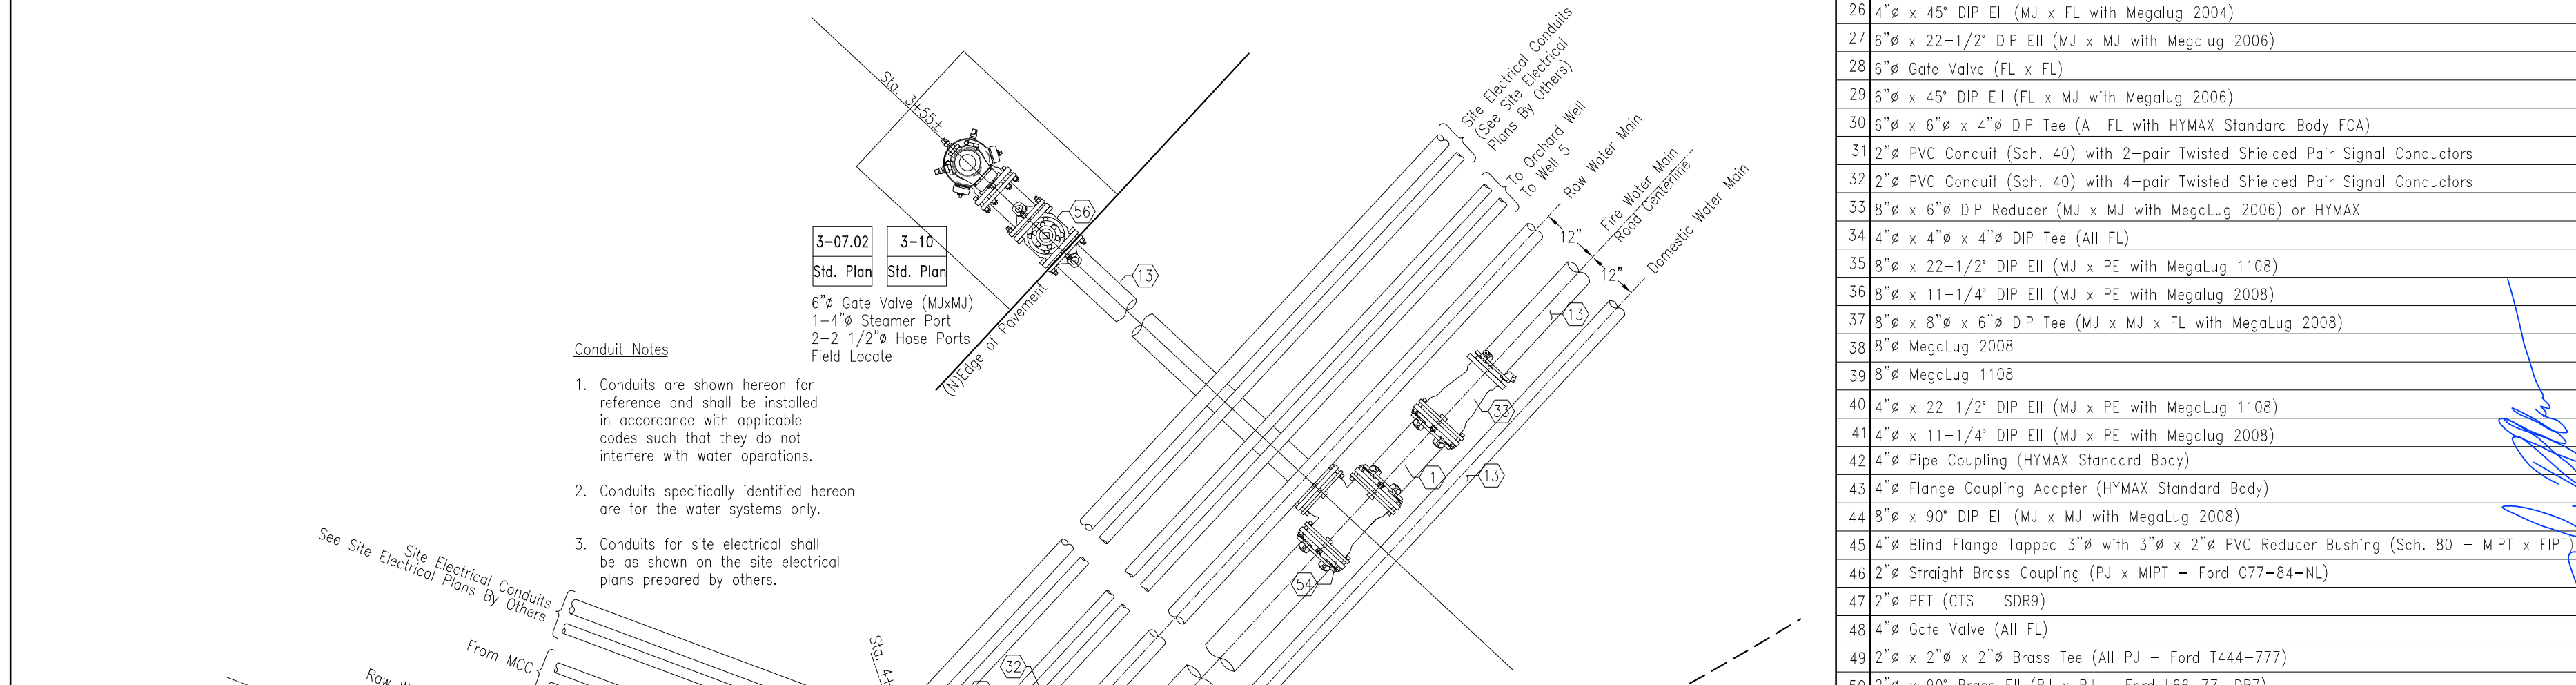 Sta. 3+55±
56
13
3-07.02
Std. Plan
3-10
Std. Plan
6"ø Gate Valve (MJxMJ)
1-4"ø Steamer Port
2-2 1/2"ø Hose Ports
Field Locate
(N)Edge of Pavement
Site Electrical Conduits
(See Site Electrical
Plans By Others)
To Orchard Well
To Well 5
Raw Water Main
Fire Water Main
Road Centerline
Domestic Water Main
12"
12"
13
33
1
13
54
32
Conduit Notes
1. Conduits are shown hereon for
reference and shall be installed
in accordance with applicable
codes such that they do not
interfere with water operations.
2. Conduits specifically identified hereon
are for the water systems only.
3. Conduits for site electrical shall
be as shown on the site electrical
plans prepared by others.
Site Electrical Conduits
See Site Electrical Plans By Others
From MCC
Raw
Sta. 4+
26 4"ø x 45° DIP Ell (MJ x FL with Megalug 2004)
27 6"ø x 22-1/2° DIP Ell (MJ x MJ with Megalug 2006)
28 6"ø Gate Valve (FL x FL)
29 6"ø x 45° DIP Ell (FL x MJ with Megalug 2006)
30 6"ø x 6"ø x 4"ø DIP Tee (All FL with HYMAX Standard Body FCA)
31 2"ø PVC Conduit (Sch. 40) with 2-pair Twisted Shielded Pair Signal Conductors
32 2"ø PVC Conduit (Sch. 40) with 4-pair Twisted Shielded Pair Signal Conductors
33 8"ø x 6"ø DIP Reducer (MJ x MJ with MegaLug 2006) or HYMAX
34 4"ø x 4"ø x 4"ø DIP Tee (All FL)
35 8"ø x 22-1/2° DIP Ell (MJ x PE with MegaLug 1108)
36 8"ø x 11-1/4° DIP Ell (MJ x PE with Megalug 2008)
37 8"ø x 8"ø x 6"ø DIP Tee (MJ x MJ x FL with MegaLug 2008)
38 8"ø MegaLug 2008
39 8"ø MegaLug 1108
40 4"ø x 22-1/2° DIP Ell (MJ x PE with MegaLug 1108)
41 4"ø x 11-1/4° DIP Ell (MJ x PE with Megalug 2008)
42 4"ø Pipe Coupling (HYMAX Standard Body)
43 4"ø Flange Coupling Adapter (HYMAX Standard Body)
44 8"ø x 90° DIP Ell (MJ x MJ with MegaLug 2008)
45 4"ø Blind Flange Tapped 3"ø with 3"ø x 2"ø PVC Reducer Bushing (Sch. 80 - MIPT x FIPT)
46 2"ø Straight Brass Coupling (PJ x MIPT - Ford C77-84-NL)
47 2"ø PET (CTS - SDR9)
48 4"ø Gate Valve (All FL)
49 2"ø x 2"ø x 2"ø Brass Tee (All PJ - Ford T444-777)